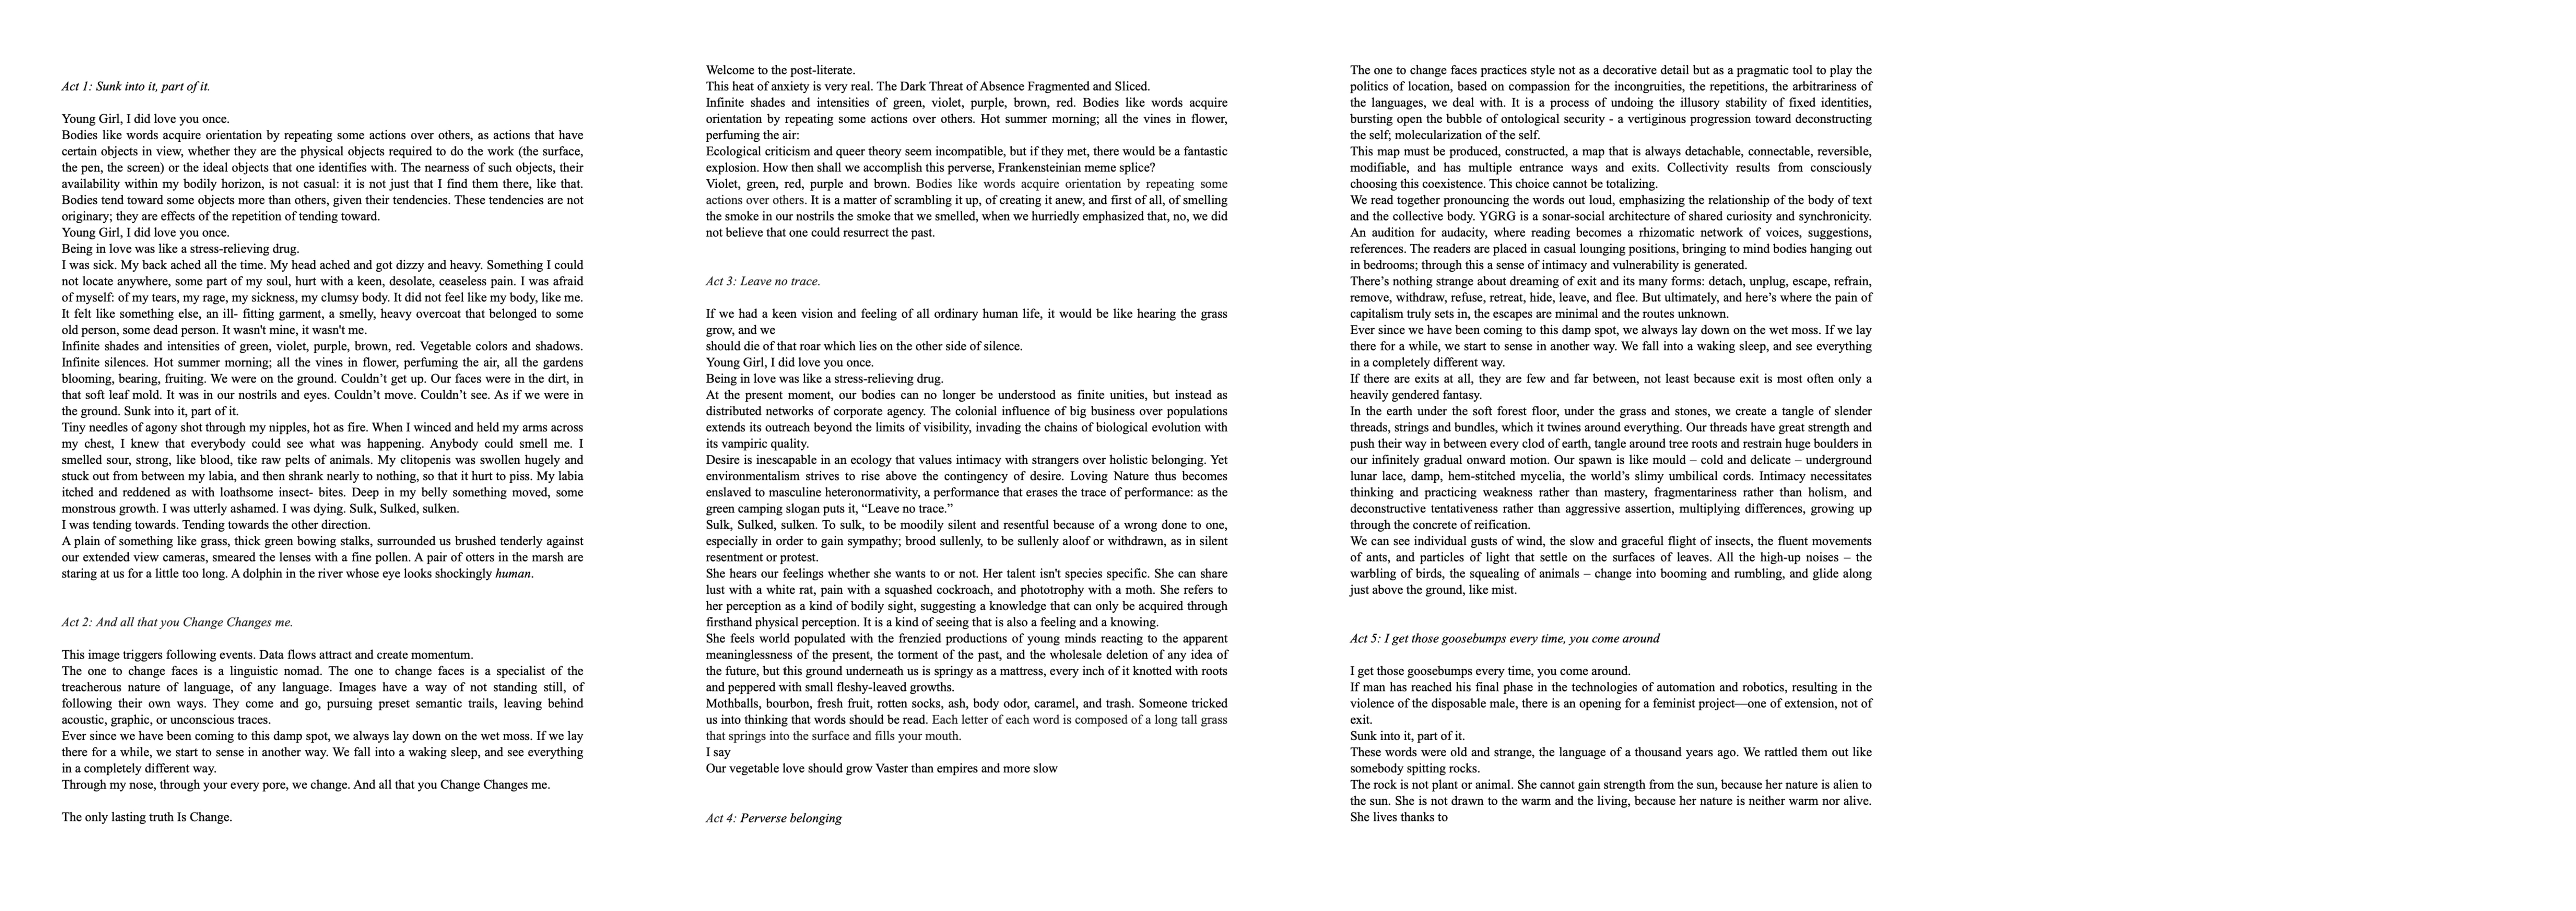 Act 1: Sunk into it, part of it.
Young Girl, I did love you once.
Bodies like words acquire orientation by repeating some actions over others, as actions that have
certain objects in view, whether they are the physical objects required to do the work (the surface,
the pen, the screen) or the ideal objects that one identifies with. The nearness of such objects, their
availability within my bodily horizon, is not casual: it is not just that I find them there, like that.
Bodies tend toward some objects more than others, given their tendencies. These tendencies are not
originary; they are effects of the repetition of tending toward.
Young Girl, I did love you once.
Being in love was like a stress-relieving drug.
I was sick. My back ached all the time. My head ached and got dizzy and heavy. Something I could
not locate anywhere, some part of my soul, hurt with a keen, desolate, ceaseless pain. I was afraid
of myself: of my tears, my rage, my sickness, my clumsy body. It did not feel like my body, like me.
It felt like something else, an ill- fitting garment, a smelly, heavy overcoat that belonged to some
old person, some dead person. It wasn't mine, it wasn't me.
Infinite shades and intensities of green, violet, purple, brown, red. Vegetable colors and shadows.
Infinite silences. Hot summer morning; all the vines in flower, perfuming the air, all the gardens
blooming, bearing, fruiting. We were on the ground. Couldn’t get up. Our faces were in the dirt, in
that soft leaf mold. It was in our nostrils and eyes. Couldn’t move. Couldn’t see. As if we were in
the ground. Sunk into it, part of it.
Tiny needles of agony shot through my nipples, hot as fire. When I winced and held my arms across
my chest, I knew that everybody could see what was happening. Anybody could smell me. I
smelled sour, strong, like blood, tike raw pelts of animals. My clitopenis was swollen hugely and
stuck out from between my labia, and then shrank nearly to nothing, so that it hurt to piss. My labia
itched and reddened as with loathsome insect- bites. Deep in my belly something moved, some
monstrous growth. I was utterly ashamed. I was dying. Sulk, Sulked, sulken.
I was tending towards. Tending towards the other direction.
A plain of something like grass, thick green bowing stalks, surrounded us brushed tenderly against
our extended view cameras, smeared the lenses with a fine pollen. A pair of otters in the marsh are
staring at us for a little too long. A dolphin in the river whose eye looks shockingly human.
Act 2: And all that you Change Changes me.
This image triggers following events. Data flows attract and create momentum.
The one to change faces is a linguistic nomad. The one to change faces is a specialist of the
treacherous nature of language, of any language. Images have a way of not standing still, of
following their own ways. They come and go, pursuing preset semantic trails, leaving behind
acoustic, graphic, or unconscious traces.
Ever since we have been coming to this damp spot, we always lay down on the wet moss. If we lay
there for a while, we start to sense in another way. We fall into a waking sleep, and see everything
in a completely different way.
Through my nose, through your every pore, we change. And all that you Change Changes me.
The only lasting truth Is Change.
Welcome to the post-literate.
This heat of anxiety is very real. The Dark Threat of Absence Fragmented and Sliced.
Infinite shades and intensities of green, violet, purple, brown, red. Bodies like words acquire
orientation by repeating some actions over others. Hot summer morning; all the vines in flower,
perfuming the air:
Ecological criticism and queer theory seem incompatible, but if they met, there would be a fantastic
explosion. How then shall we accomplish this perverse, Frankensteinian meme splice?
Violet, green, red, purple and brown. Bodies like words acquire orientation by repeating some
actions over others. It is a matter of scrambling it up, of creating it anew, and first of all, of smelling
the smoke in our nostrils the smoke that we smelled, when we hurriedly emphasized that, no, we did
not believe that one could resurrect the past.
Act 3: Leave no trace.
If we had a keen vision and feeling of all ordinary human life, it would be like hearing the grass
grow, and we
should die of that roar which lies on the other side of silence.
Young Girl, I did love you once.
Being in love was like a stress-relieving drug.
At the present moment, our bodies can no longer be understood as finite unities, but instead as
distributed networks of corporate agency. The colonial influence of big business over populations
extends its outreach beyond the limits of visibility, invading the chains of biological evolution with
its vampiric quality.
Desire is inescapable in an ecology that values intimacy with strangers over holistic belonging. Yet
environmentalism strives to rise above the contingency of desire. Loving Nature thus becomes
enslaved to masculine heteronormativity, a performance that erases the trace of performance: as the
green camping slogan puts it, “Leave no trace.”
Sulk, Sulked, sulken. To sulk, to be moodily silent and resentful because of a wrong done to one,
especially in order to gain sympathy; brood sullenly, to be sullenly aloof or withdrawn, as in silent
resentment or protest.
She hears our feelings whether she wants to or not. Her talent isn't species specific. She can share
lust with a white rat, pain with a squashed cockroach, and phototrophy with a moth. She refers to
her perception as a kind of bodily sight, suggesting a knowledge that can only be acquired through
firsthand physical perception. It is a kind of seeing that is also a feeling and a knowing.
She feels world populated with the frenzied productions of young minds reacting to the apparent
meaninglessness of the present, the torment of the past, and the wholesale deletion of any idea of
the future, but this ground underneath us is springy as a mattress, every inch of it knotted with roots
and peppered with small fleshy-leaved growths.
Mothballs, bourbon, fresh fruit, rotten socks, ash, body odor, caramel, and trash. Someone tricked
us into thinking that words should be read. Each letter of each word is composed of a long tall grass
that springs into the surface and fills your mouth.
I say
Our vegetable love should grow Vaster than empires and more slow
Act 4: Perverse belonging
The one to change faces practices style not as a decorative detail but as a pragmatic tool to play the
politics of location, based on compassion for the incongruities, the repetitions, the arbitrariness of
the languages, we deal with. It is a process of undoing the illusory stability of fixed identities,
bursting open the bubble of ontological security - a vertiginous progression toward deconstructing
the self; molecularization of the self.
This map must be produced, constructed, a map that is always detachable, connectable, reversible,
modifiable, and has multiple entrance ways and exits. Collectivity results from consciously
choosing this coexistence. This choice cannot be totalizing.
We read together pronouncing the words out loud, emphasizing the relationship of the body of text
and the collective body. YGRG is a sonar-social architecture of shared curiosity and synchronicity.
An audition for audacity, where reading becomes a rhizomatic network of voices, suggestions,
references. The readers are placed in casual lounging positions, bringing to mind bodies hanging out
in bedrooms; through this a sense of intimacy and vulnerability is generated.
There’s nothing strange about dreaming of exit and its many forms: detach, unplug, escape, refrain,
remove, withdraw, refuse, retreat, hide, leave, and flee. But ultimately, and here’s where the pain of
capitalism truly sets in, the escapes are minimal and the routes unknown.
Ever since we have been coming to this damp spot, we always lay down on the wet moss. If we lay
there for a while, we start to sense in another way. We fall into a waking sleep, and see everything
in a completely different way.
If there are exits at all, they are few and far between, not least because exit is most often only a
heavily gendered fantasy.
In the earth under the soft forest floor, under the grass and stones, we create a tangle of slender
threads, strings and bundles, which it twines around everything. Our threads have great strength and
push their way in between every clod of earth, tangle around tree roots and restrain huge boulders in
our infinitely gradual onward motion. Our spawn is like mould – cold and delicate – underground
lunar lace, damp, hem-stitched mycelia, the world’s slimy umbilical cords. Intimacy necessitates
thinking and practicing weakness rather than mastery, fragmentariness rather than holism, and
deconstructive tentativeness rather than aggressive assertion, multiplying differences, growing up
through the concrete of reification.
We can see individual gusts of wind, the slow and graceful flight of insects, the fluent movements
of ants, and particles of light that settle on the surfaces of leaves. All the high-up noises – the
warbling of birds, the squealing of animals – change into booming and rumbling, and glide along
just above the ground, like mist.
Act 5: I get those goosebumps every time, you come around
I get those goosebumps every time, you come around.
If man has reached his final phase in the technologies of automation and robotics, resulting in the
violence of the disposable male, there is an opening for a feminist project—one of extension, not of
exit.
Sunk into it, part of it.
These words were old and strange, the language of a thousand years ago. We rattled them out like
somebody spitting rocks.
The rock is not plant or animal. She cannot gain strength from the sun, because her nature is alien to
the sun. She is not drawn to the warm and the living, because her nature is neither warm nor alive.
She lives thanks to